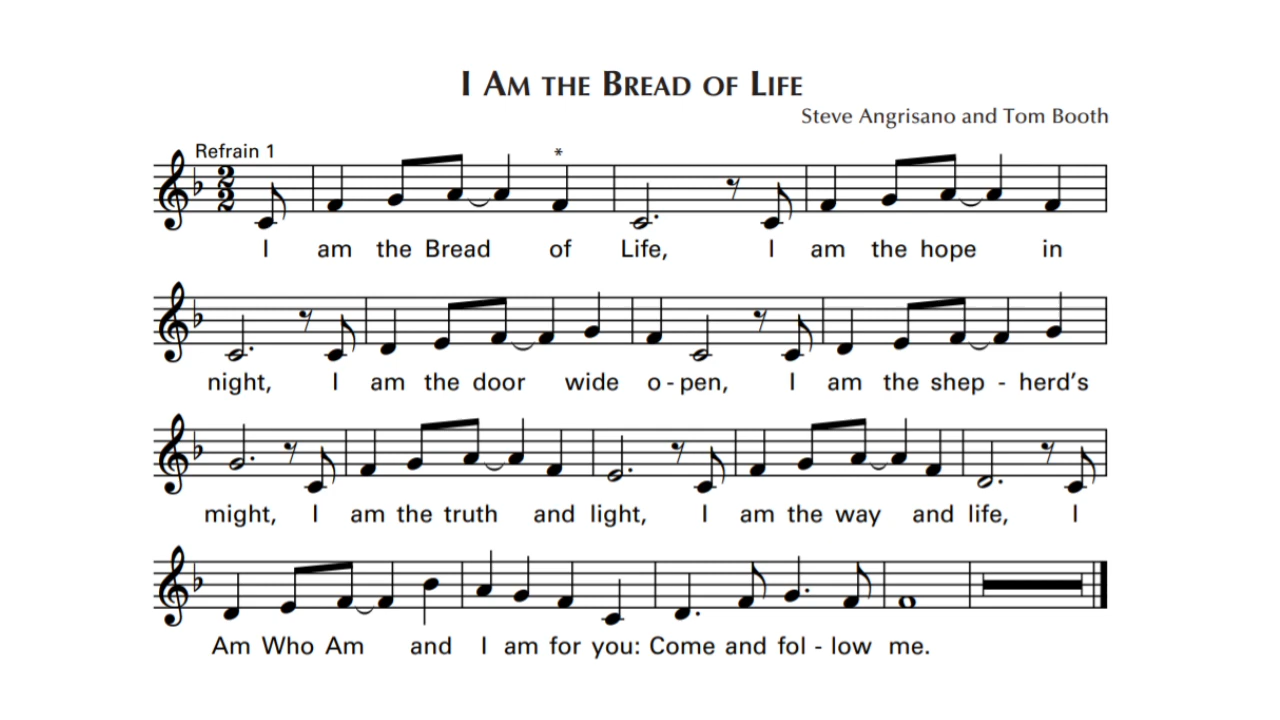 I AM THE BREAD OF LIFE
Steve Angrisano and Tom Booth
Refrain 1
*
I am the Bread of Life, I am the hope in
night, I am the door wide o - pen, I am the shep - herd's
might, I am the truth and light, I am the way and life, I
Am Who Am and I am for you: Come and fol - low me.